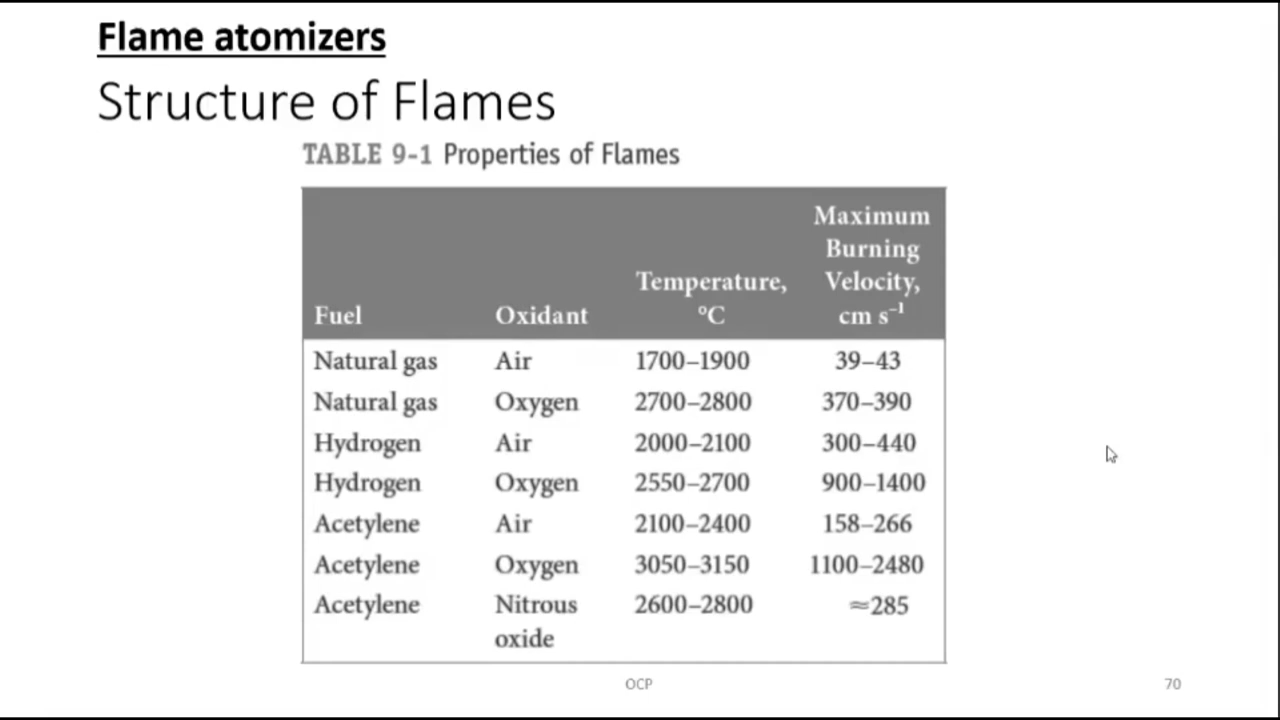 Flame atomizers
Structure of Flames
TABLE 9-1 Properties of Flames
Fuel Oxidant Temperature, °C Maximum Burning Velocity, cm s⁻¹
Natural gas Air 1700–1900 39–43
Natural gas Oxygen 2700–2800 370–390
Hydrogen Air 2000–2100 300–440
Hydrogen Oxygen 2550–2700 900–1400
Acetylene Air 2100–2400 158–266
Acetylene Oxygen 3050–3150 1100–2480
Acetylene Nitrous oxide 2600–2800 ≈285
OCP 70